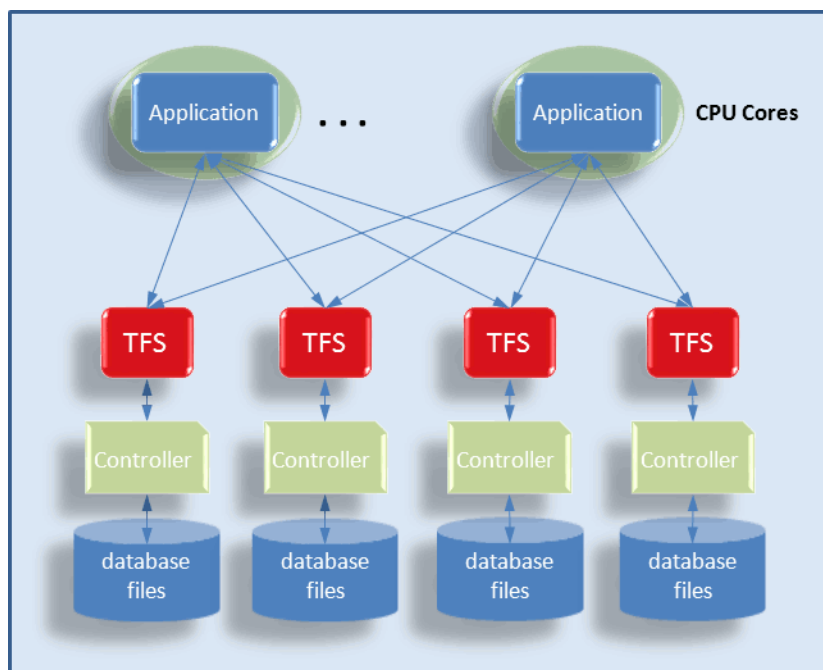 Application
. . .
Application
CPU Cores
TFS
TFS
TFS
TFS
Controller
Controller
Controller
Controller
database
files
database
files
database
files
database
files